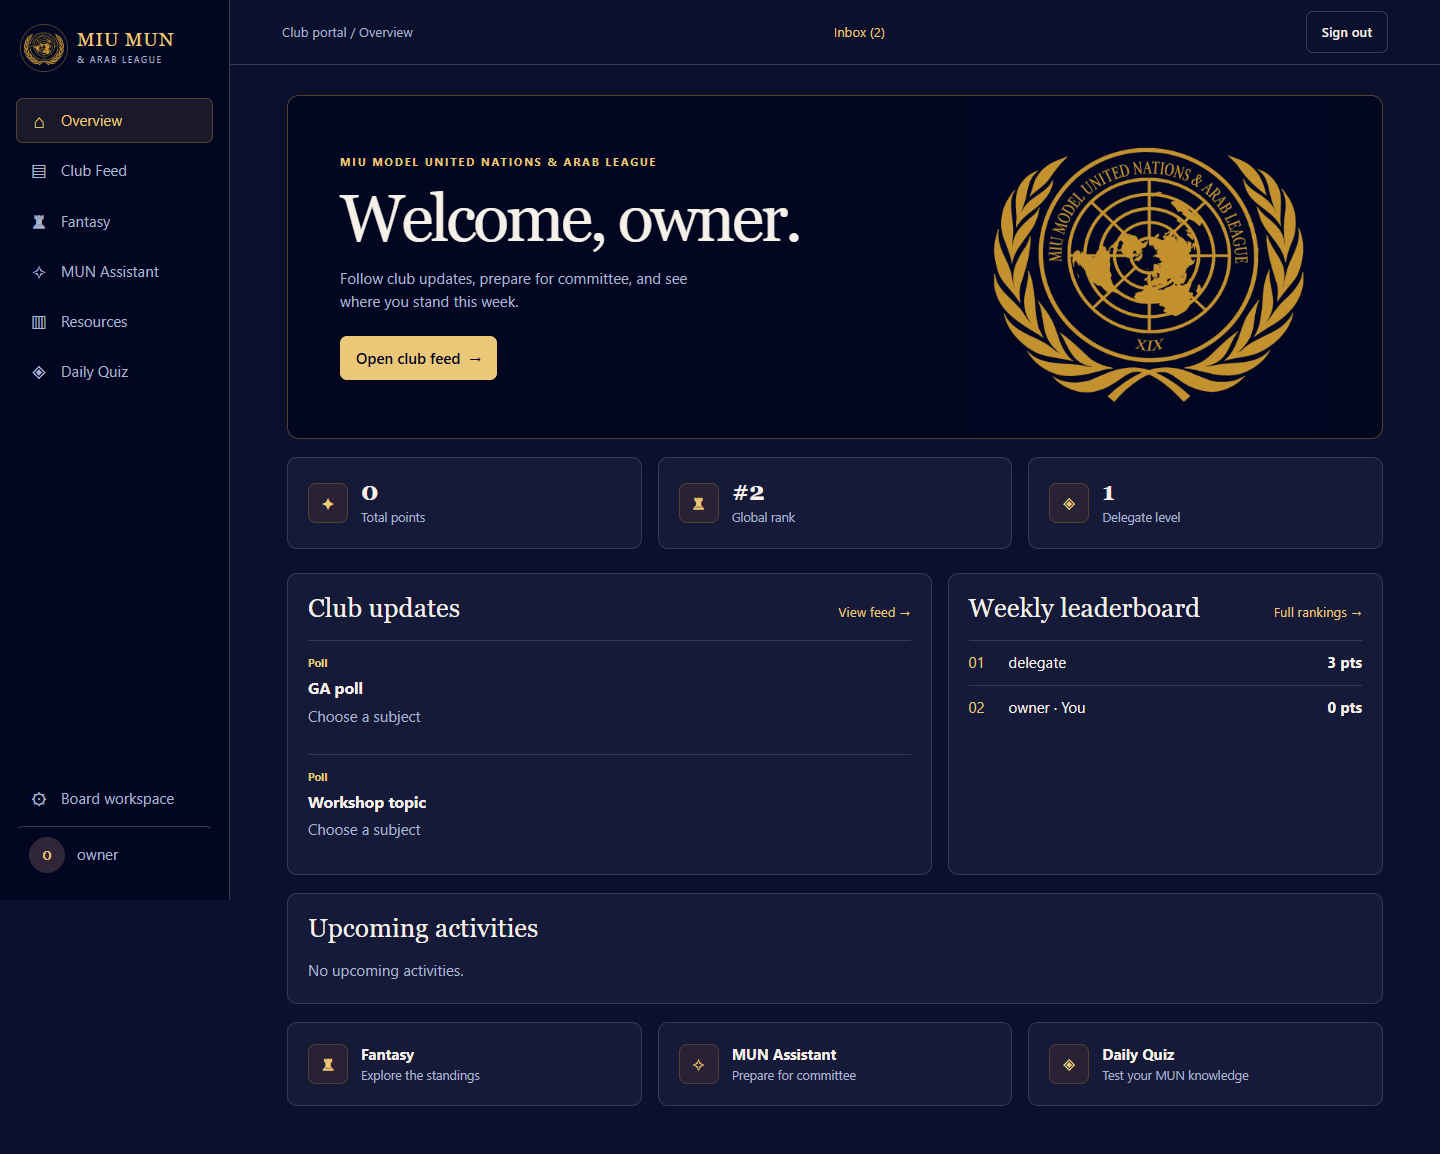 MIU MUN
& ARAB LEAGUE
Overview
Club Feed
Fantasy
MUN Assistant
Resources
Daily Quiz
Board workspace
O
owner
Club portal / Overview
Inbox (2)
Sign out
MIU MODEL UNITED NATIONS & ARAB LEAGUE
Welcome, owner.
Follow club updates, prepare for committee, and see
where you stand this week.
Open club feed →
MIU MODEL UNITED NATIONS & ARAB LEAGUE
XIX
0
Total points
#2
Global rank
1
Delegate level
Club updates
View feed →
Poll
GA poll
Choose a subject
Poll
Workshop topic
Choose a subject
Weekly leaderboard
Full rankings →
01 delegate 3 pts
02 owner · You 0 pts
Upcoming activities
No upcoming activities.
Fantasy
Explore the standings
MUN Assistant
Prepare for committee
Daily Quiz
Test your MUN knowledge